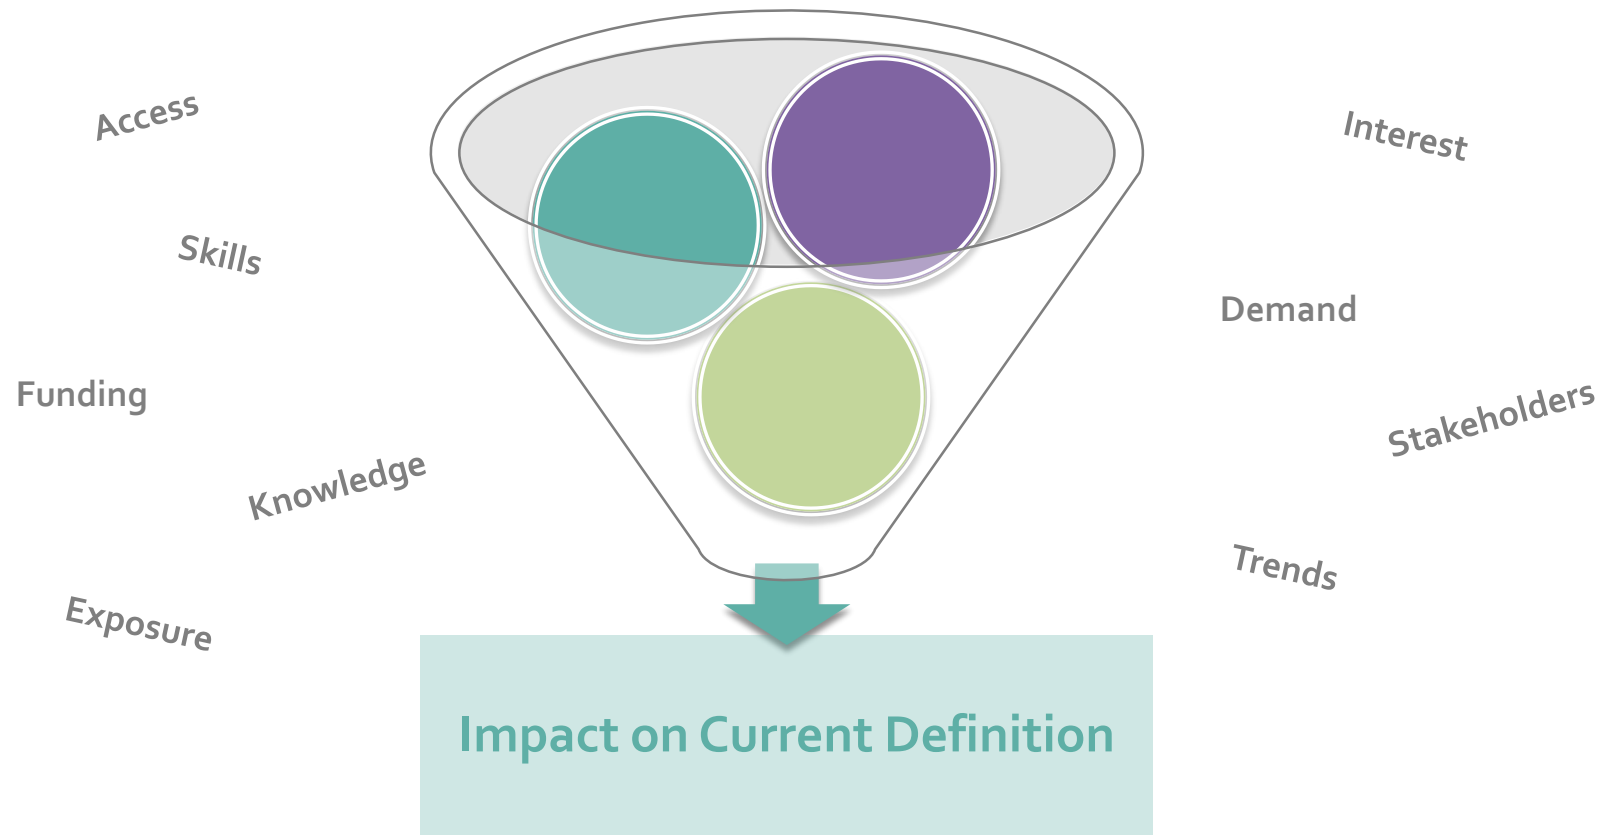 Access
Interest
Skills
Demand
Funding
Stakeholders
Knowledge
Trends
Exposure
Impact on Current Definition